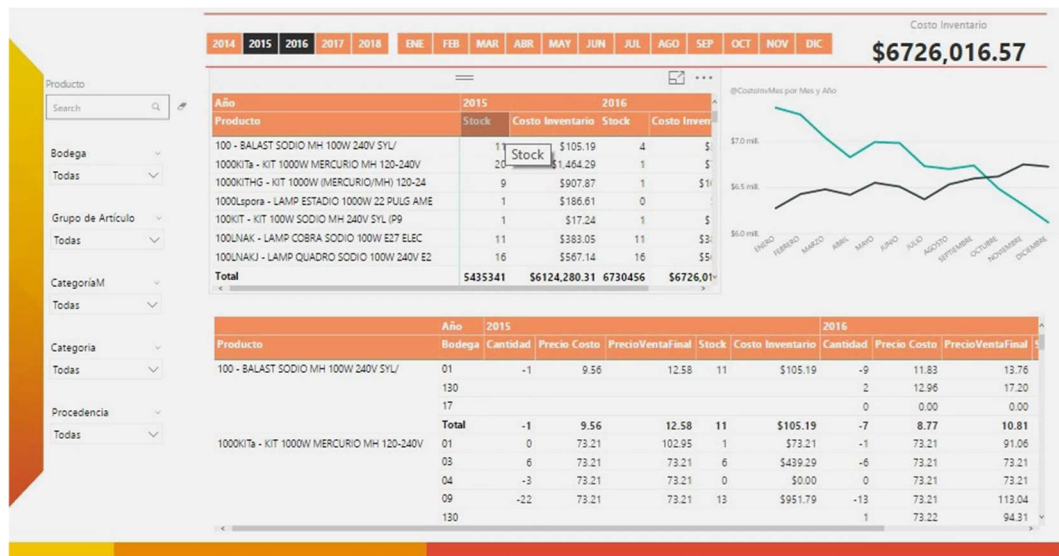 Costo Inventario
2014 2015 2016 2017 2018 ENE FEB MAR ABR MAY JUN JUL AGO SEP OCT NOV DIC
$6726,016.57
Producto
Search
Bodega
Todas
Grupo de Artículo
Todas
CategoríaM
Todas
Categoria
Todas
Procedencia
Todas
Año 2015 2016
Producto Stock Costo Inventario Stock Costo Inven
100 - BALAST SODIO MH 100W 240V SYL/ 11 $105.19 4
1000KITa - KIT 1000W MERCURIO MH 120-240V 20 $1,464.29 1
Stock
1000KITHG - KIT 1000W (MERCURIO/MH) 120-24 9 $907.87 1
1000Lspora - LAMP ESTADIO 1000W 22 PULG AME 1 $186.61 0
100KIT - KIT 100W SODIO MH 240V SYL (P9 1 $17.24 1 $
100LNAK - LAMP COBRA SODIO 100W E27 ELEC 11 $383.05 11
100LNAKJ - LAMP QUADRO SODIO 100W 240V E2 16 $567.14 16
Total 5435341 $6124,280.31 6730456 $6726,01
@CostoInvMes por Mes y Año
$7.0 mill.
$6.5 mill.
$6.0 mill.
ENERO FEBRERO MARZO ABRIL MAYO JUNIO JULIO AGOSTO SEPTIEMBRE OCTUBRE NOVIEMBRE DICIEMBRE
Año 2015 2016
Producto Bodega Cantidad Precio Costo PrecioVentaFinal Stock Costo Inventario Cantidad Precio Costo PrecioVentaFinal S
100 - BALAST SODIO MH 100W 240V SYL/ 01 -1 9.56 12.58 11 $105.19 -9 11.83 13.76
130 2 12.96 17.20
17 0 0.00 0.00
Total -1 9.56 12.58 11 $105.19 -7 8.77 10.81
1000KITa - KIT 1000W MERCURIO MH 120-240V 01 0 73.21 102.95 1 $73.21 -1 73.21 91.06
03 6 73.21 73.21 6 $439.29 -6 73.21 73.21
04 -3 73.21 73.21 0 $0.00 0 73.21 73.21
09 -22 73.21 73.21 13 $951.79 -13 73.21 113.04
130 1 73.22 94.31